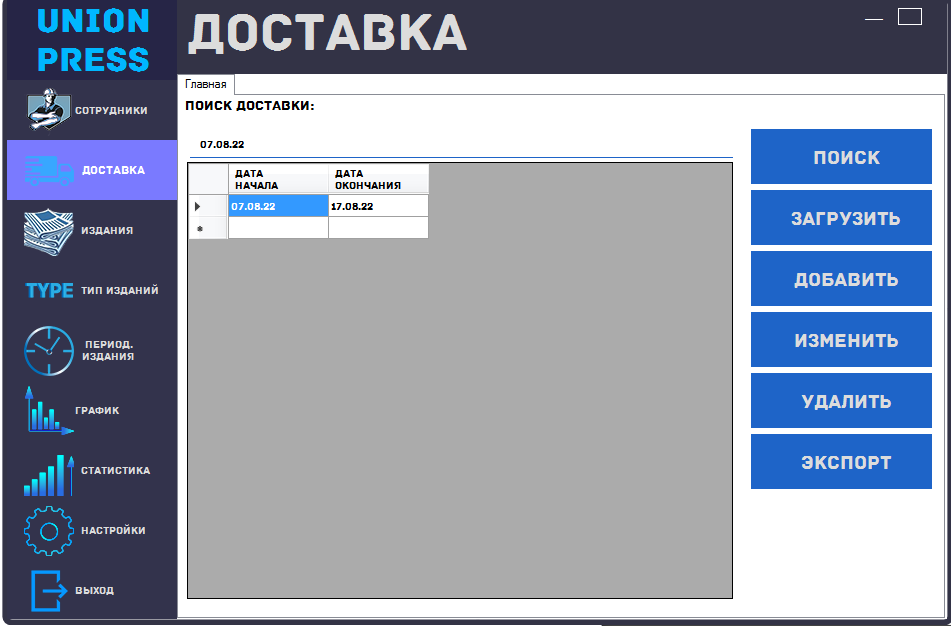 UNION
PRESS
ДОСТАВКА
СОТРУДНИКИ
ДОСТАВКА
ИЗДАНИЯ
TYPE ТИП ИЗДАНИЙ
ПЕРИОД.
ИЗДАНИЯ
ГРАФИК
СТАТИСТИКА
НАСТРОЙКИ
ВЫХОД
Главная
ПОИСК ДОСТАВКИ:
07.08.22
ДАТА
НАЧАЛА
ДАТА
ОКОНЧАНИЯ
07.08.22 17.08.22
ПОИСК
ЗАГРУЗИТЬ
ДОБАВИТЬ
ИЗМЕНИТЬ
УДАЛИТЬ
ЭКСПОРТ